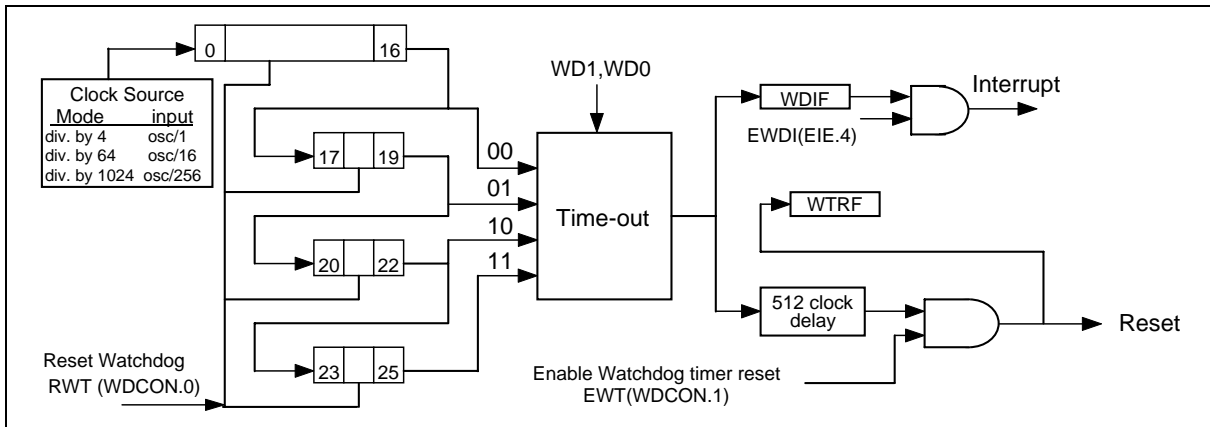 0 16
Clock Source
Mode input
div. by 4 osc/1
div. by 64 osc/16
div. by 1024 osc/256
17 19
20 22
23 25
Reset Watchdog
RWT (WDCON.0)
WD1,WD0
00
01
10
11
Time-out
WDIF
EWDI(EIE.4)
Interrupt
WTRF
512 clock
delay
Reset
Enable Watchdog timer reset
EWT(WDCON.1)